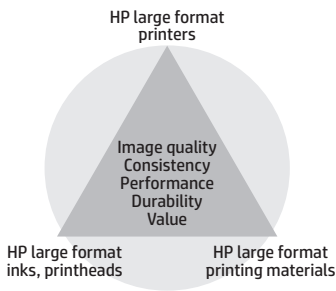 HP large format
printers
Image quality
Consistency
Performance
Durability
Value
HP large format
inks, printheads
HP large format
printing materials